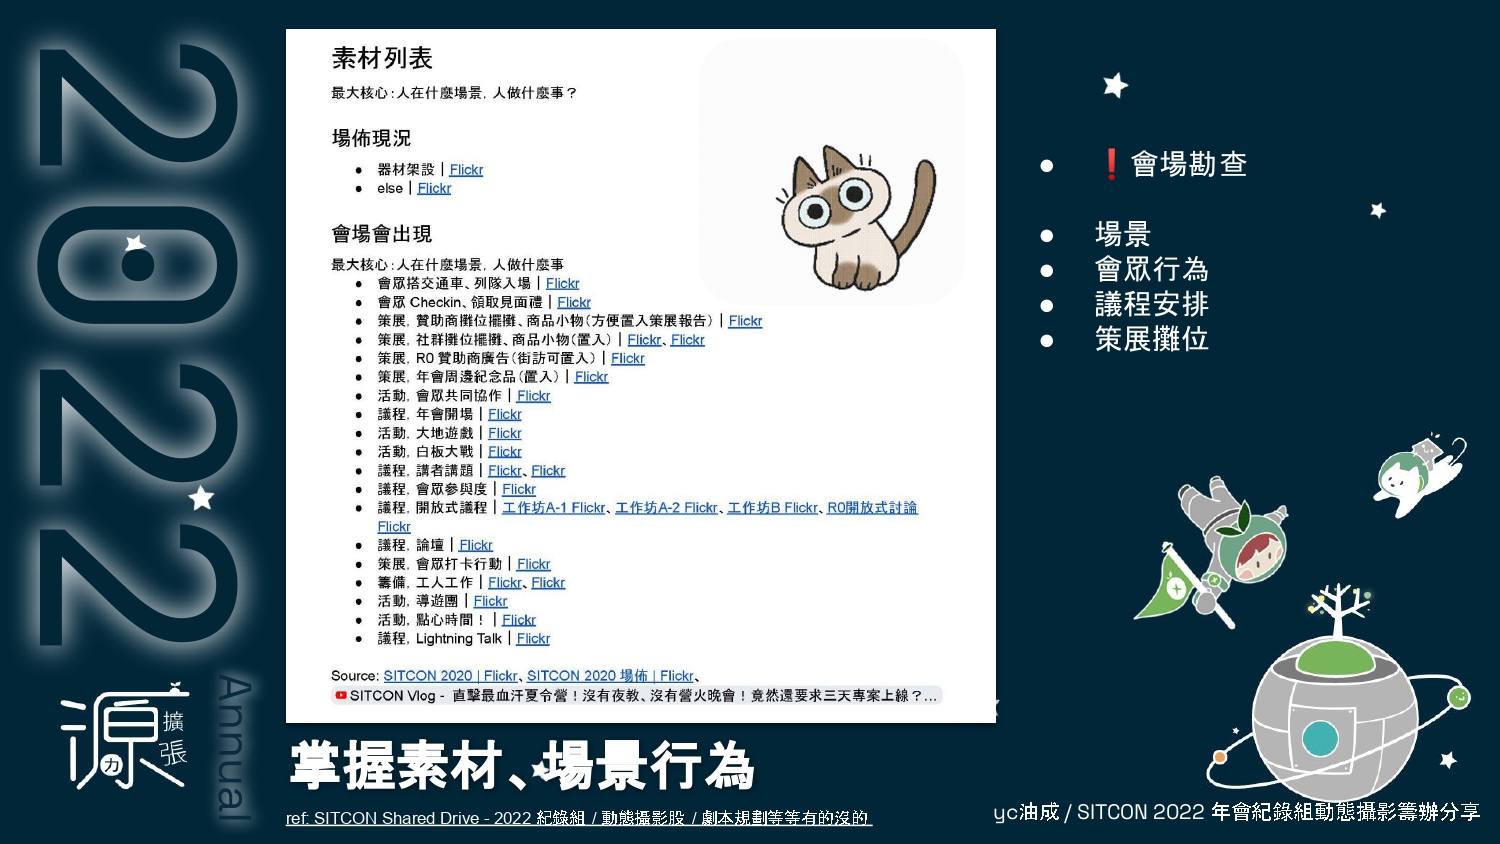 2022
Annual
源
力
擴張
素材列表
最大核心：人在什麼場景，人做什麼事？
場佈現況
● 器材架設｜Flickr
● else｜Flickr
會場會出現
最大核心：人在什麼場景，人做什麼事
● 會眾搭交通車、列隊入場｜Flickr
● 會眾 Checkin、領取見面禮｜Flickr
● 策展，贊助商攤位擺攤、商品小物（方便置入策展報告）｜Flickr
● 策展，社群攤位擺攤、商品小物（置入）｜Flickr、Flickr
● 策展，R0 贊助商廣告（街訪可置入）｜Flickr
● 策展，年會周邊紀念品（置入）｜Flickr
● 活動，會眾共同協作｜Flickr
● 議程，年會開場｜Flickr
● 活動，大地遊戲｜Flickr
● 活動，白板大戰｜Flickr
● 議程，講者講題｜Flickr、Flickr
● 議程，會眾參與度｜Flickr
● 議程，開放式議程｜工作坊A-1 Flickr、工作坊A-2 Flickr、工作坊B Flickr、R0開放式討論
Flickr
● 議程，論壇｜Flickr
● 策展，會眾打卡行動｜Flickr
● 籌備，工人工作｜Flickr、Flickr
● 活動，導遊團｜Flickr
● 活動，點心時間！｜Flickr
● 議程，Lightning Talk｜Flickr
Source: SITCON 2020 | Flickr、SITCON 2020 場佈 | Flickr、
SITCON Vlog - 直擊最血汗夏令營！沒有夜教、沒有營火晚會！竟然還要求三天專案上線？...
● ❗會場勘查
● 場景
● 會眾行為
● 議程安排
● 策展攤位
掌握素材、場景行為
ref: SITCON Shared Drive - 2022 紀錄組 / 動態攝影股 / 劇本規劃等等有的沒的
yc油成 / SITCON 2022 年會紀錄組動態攝影籌辦分享